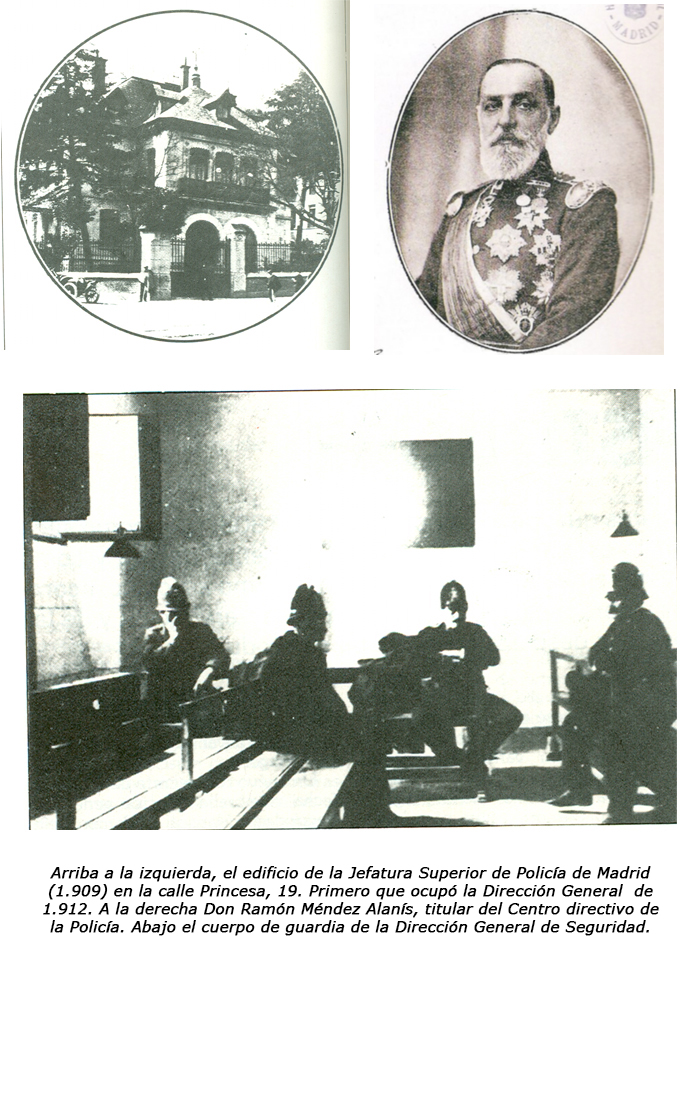 MADRID
Arriba a la izquierda, el edificio de la Jefatura Superior de Policía de Madrid
(1.909) en la calle Princesa, 19. Primero que ocupó la Dirección General  de
1.912. A la derecha Don Ramón Méndez Alanís, titular del Centro directivo de
la Policía. Abajo el cuerpo de guardia de la Dirección General de Seguridad.